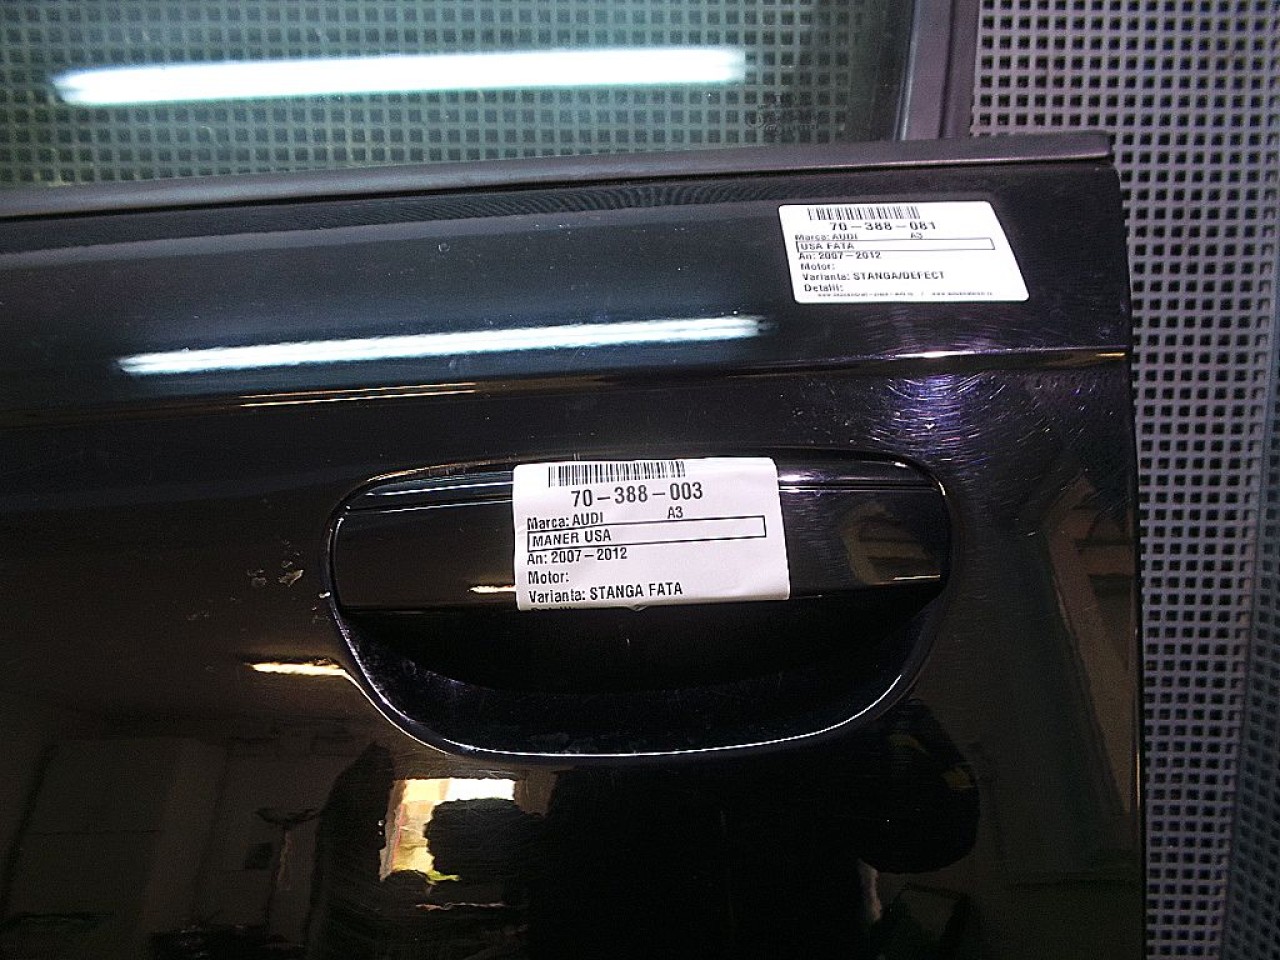 70-388-081
Marca: AUDI A3
USA FATA
An: 2007-2012
Motor:
Varianta: STANGA/DEFECT
Detalii:
70-388-003
Marca: AUDI A3
MANER USA
An: 2007-2012
Motor:
Varianta: STANGA FATA